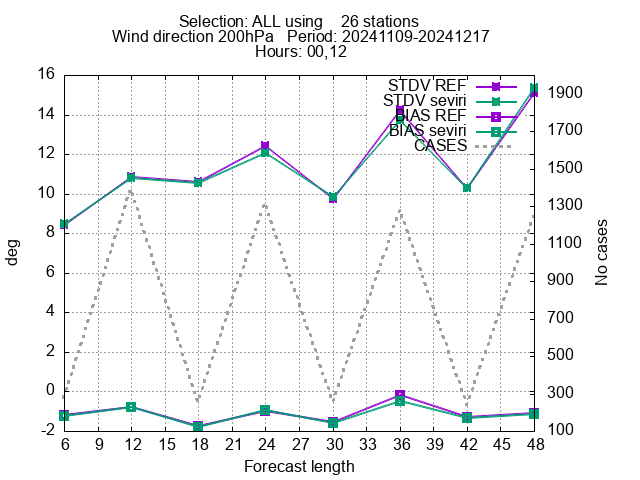 Selection: ALL using    26 stations
Wind direction 200hPa   Period: 20241109-20241217
Hours: 00,12
STDV REF
STDV seviri
BIAS REF
BIAS seviri
CASES
16
14
12
10
8
6
4
2
0
-2
deg
1900
1700
1500
1300
1100
900
700
500
300
100
No cases
6 9 12 15 18 21 24 27 30 33 36 39 42 45 48
Forecast length